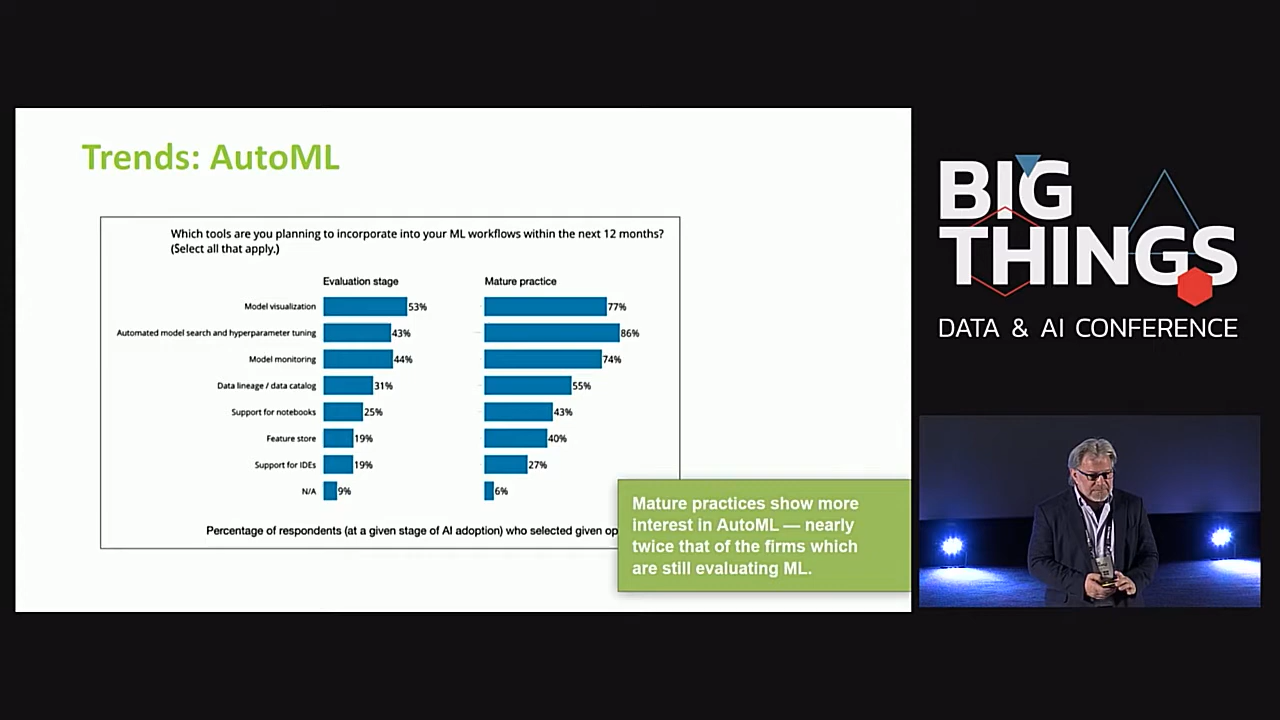 Trends: AutoML
Which tools are you planning to incorporate into your ML workflows within the next 12 months?
(Select all that apply.)
Evaluation stage
Mature practice
Model visualization 53% 77%
Automated model search and hyperparameter tuning 43% 86%
Model monitoring 44% 74%
Data lineage / data catalog 31% 55%
Support for notebooks 25% 43%
Feature store 19% 40%
Support for IDEs 19% 27%
N/A 9% 6%
Percentage of respondents (at a given stage of AI adoption) who selected given op
Mature practices show more
interest in AutoML — nearly
twice that of the firms which
are still evaluating ML.
BIG
THINGS
DATA & AI CONFERENCE